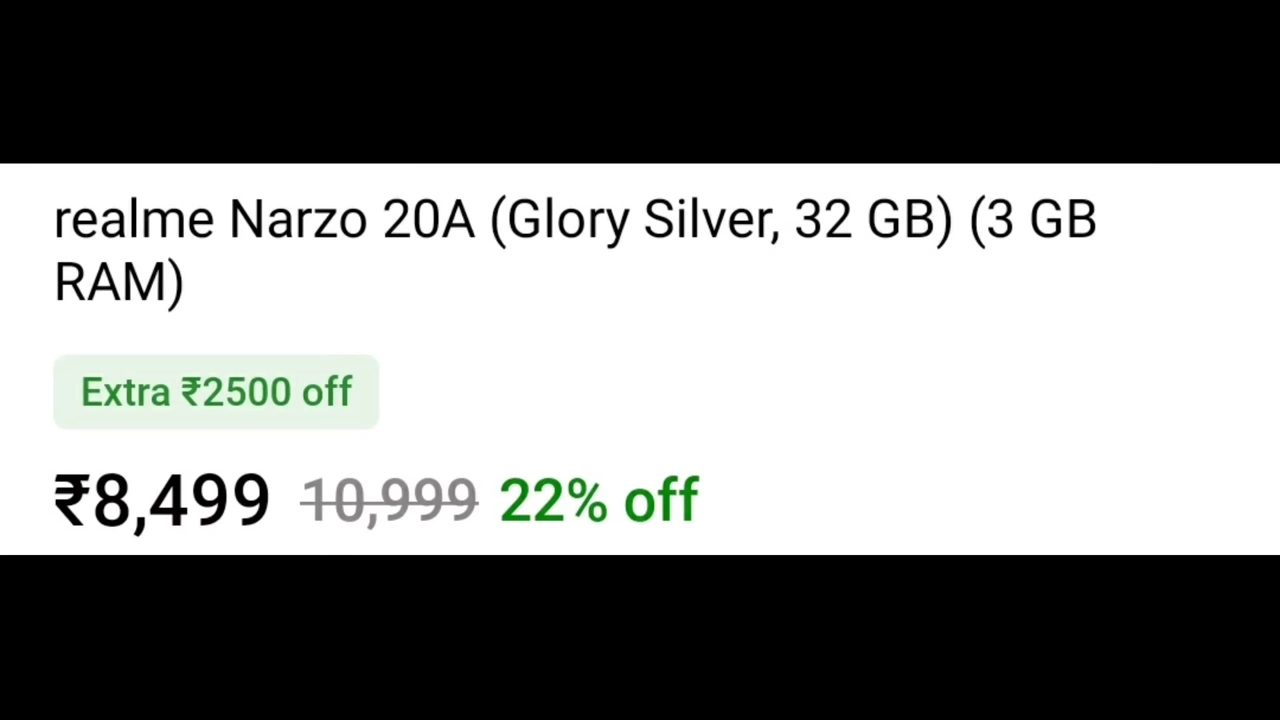 realme Narzo 20A (Glory Silver, 32 GB) (3 GB
RAM)
Extra ₹2500 off
₹8,499 10,999 22% off